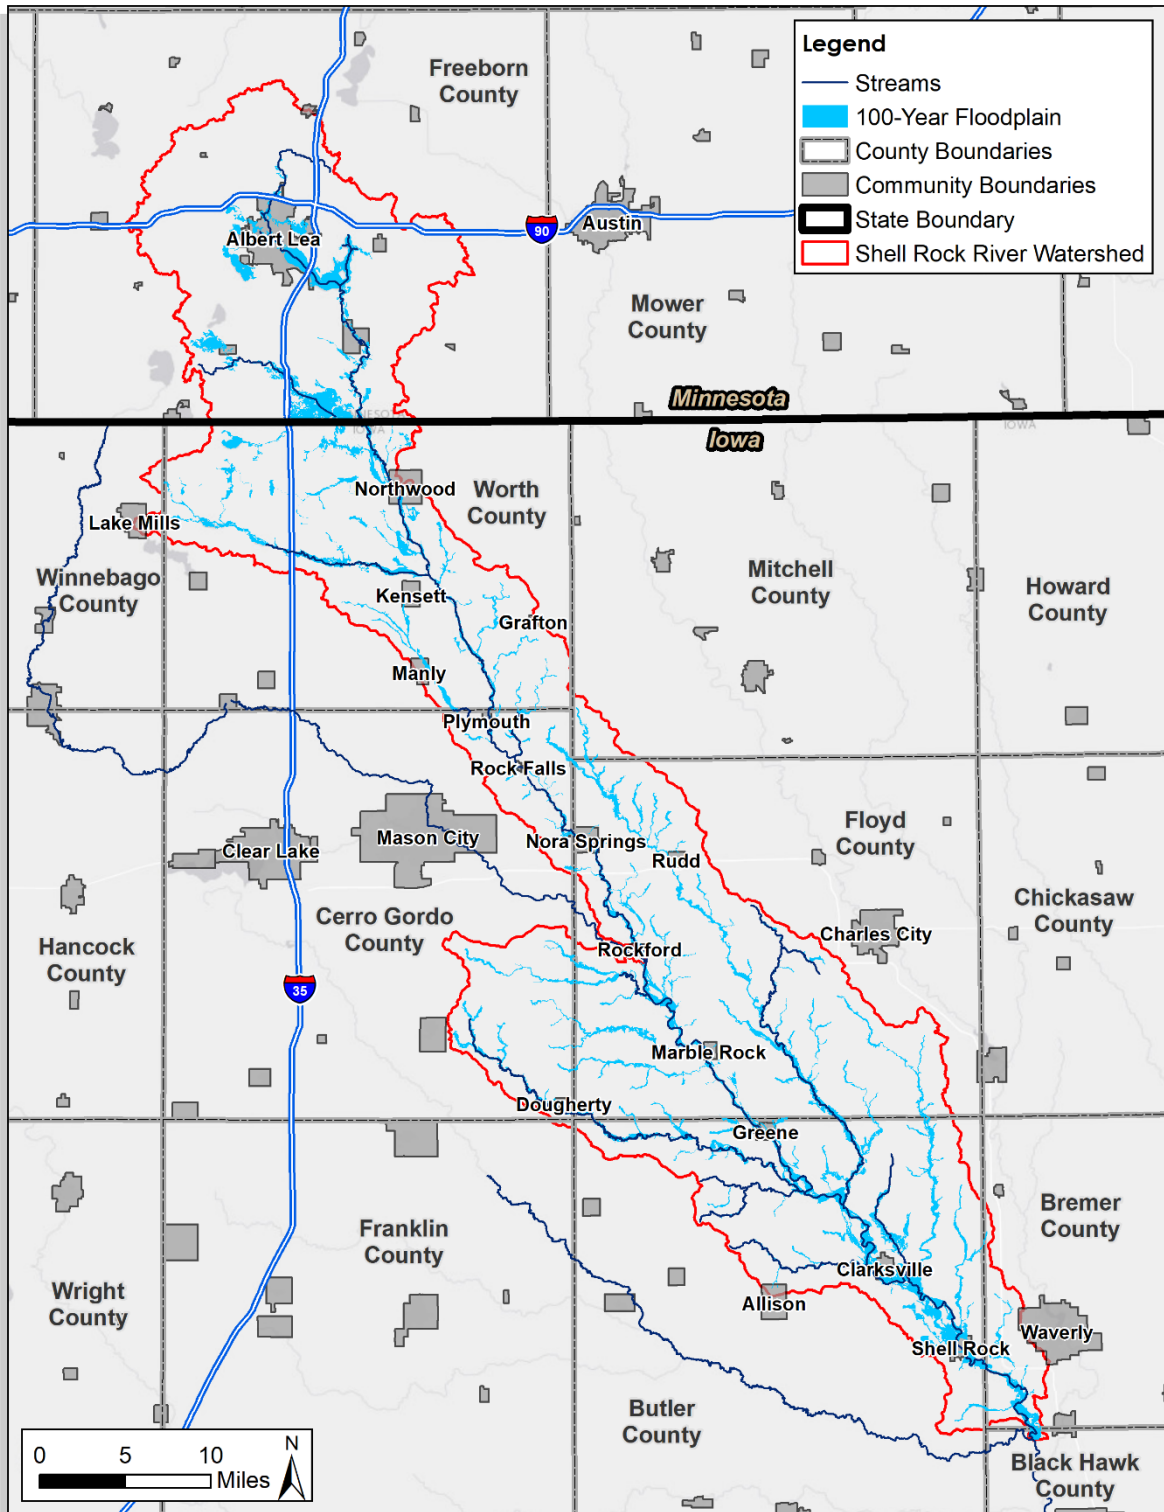 Legend
Streams
100-Year Floodplain
County Boundaries
Community Boundaries
State Boundary
Shell Rock River Watershed
Freeborn
County
90
Austin
Albert Lea
Mower
County
Minnesota
Iowa
IOWA
Northwood
Worth
County
Lake Mills
Winnebago
County
Mitchell
County
Howard
County
Kensett
Grafton
Manly
Plymouth
Rock Falls
Mason City
Clear Lake
Nora Springs
Rudd
Floyd
County
Cerro Gordo
County
Charles City
Chickasaw
County
Hancock
County
Rockford
35
Marble Rock
Dougherty
Greene
Franklin
County
Bremer
County
Wright
County
Clarksville
Allison
Shell Rock
Waverly
Butler
County
Black Hawk
County
0 5 10
Miles
N